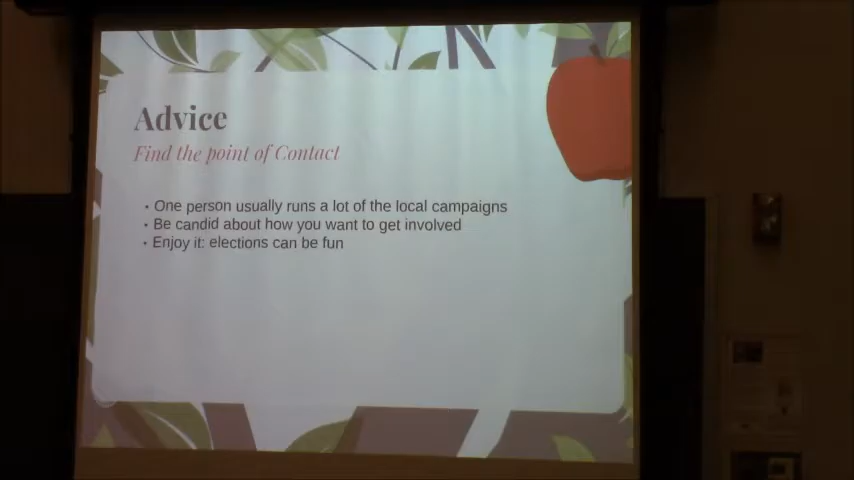 Advice
Find the point of Contact
• One person usually runs a lot of the local campaigns
• Be candid about how you want to get involved
• Enjoy it: elections can be fun